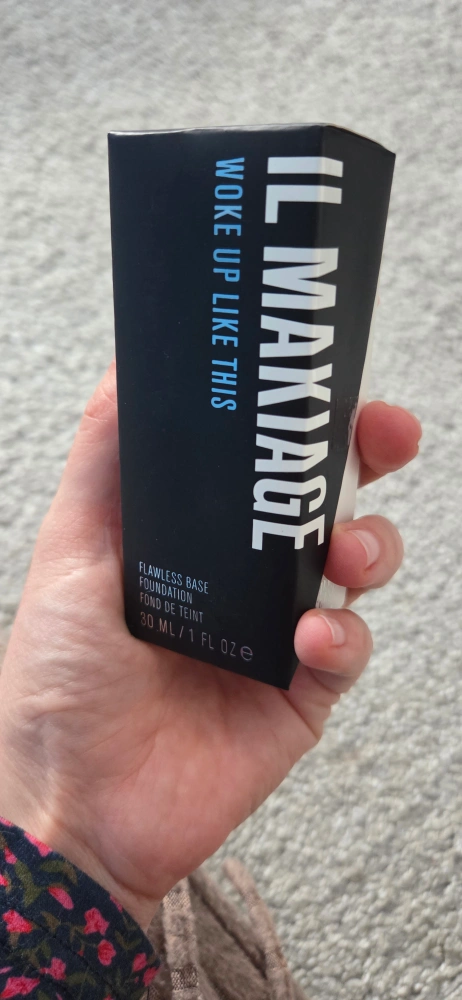 IL MAKIAGE
WOKE UP LIKE THIS
FLAWLESS BASE
FOUNDATION
FOND DE TEINT
30 ML / 1 FL OZ e